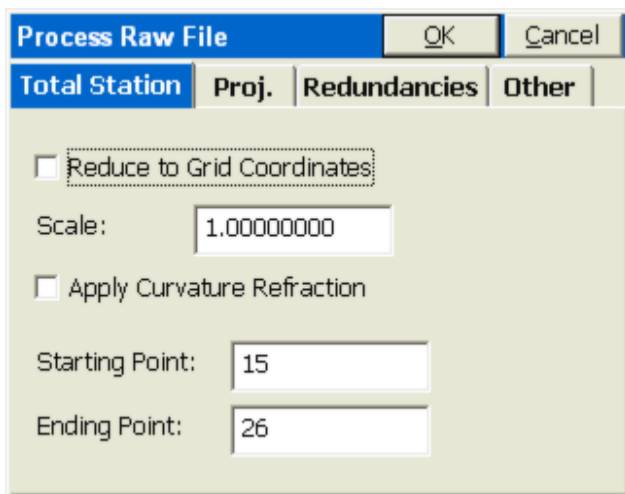 Process Raw File OK Cancel
Total Station Proj. Redundancies Other
Reduce to Grid Coordinates
Scale: 1.00000000
Apply Curvature Refraction
Starting Point: 15
Ending Point: 26